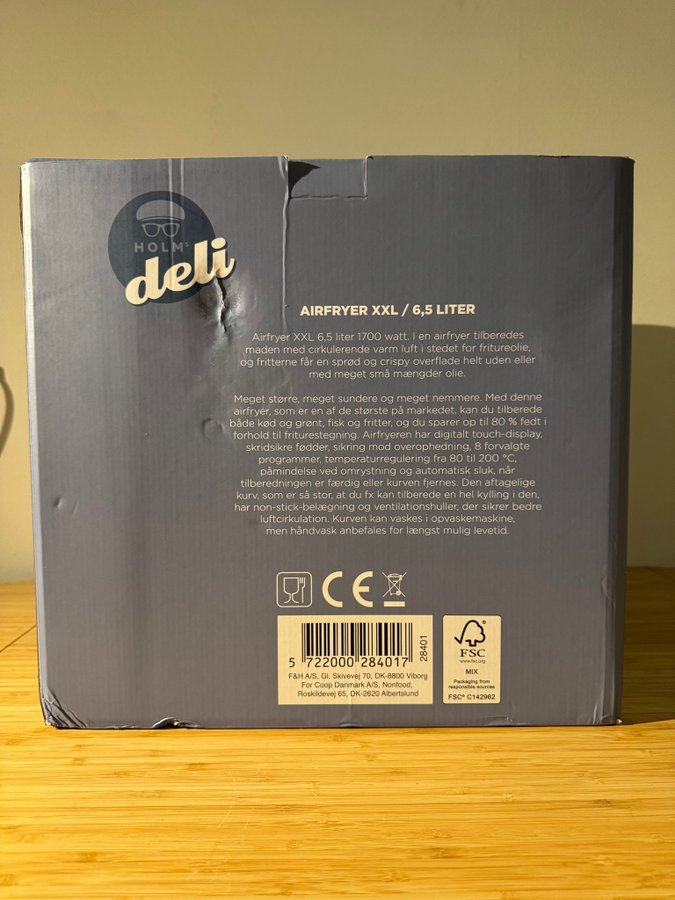 HOLM's
deli
AIRFRYER XXL / 6,5 LITER
Airfryer XXL 6,5 liter 1700 watt. I en airfryer tilberedes
maden med cirkulerende varm luft i stedet for fritureolie,
og fritterne får en sprød og crispy overflade helt uden eller
med meget små mængder olie.
Meget større, meget sundere og meget nemmere. Med denne
airfryer, som er en af de største på markedet, kan du tilberede
både kød og grønt, fisk og fritter, og du sparer op til 80 % fedt i
forhold til friturestegning. Airfryeren har digitalt touch-display,
skridsikre fødder, sikring mod overophedning, 8 forvalgte
programmer, temperaturregulering fra 80 til 200 °C,
påmindelse ved omrystning og automatisk sluk, når
tilberedningen er færdig eller kurven fjernes. Den aftagelige
kurv, som er så stor, at du fx kan tilberede en hel kylling i den,
har non-stick-belægning og ventilationshuller, der sikrer bedre
luftcirkulation. Kurven kan vaskes i opvaskemaskine,
men håndvask anbefales for længst mulig levetid.
CE
5 722000 284017
28401
F&H A/S, Gl. Skivevej 70, DK-8800 Viborg
For Coop Danmark A/S, Nonfood,
Roskildevej 65, DK-2620 Albertslund
FSC
www.fsc.org
MIX
Packaging from
responsible sources
FSC® C142962